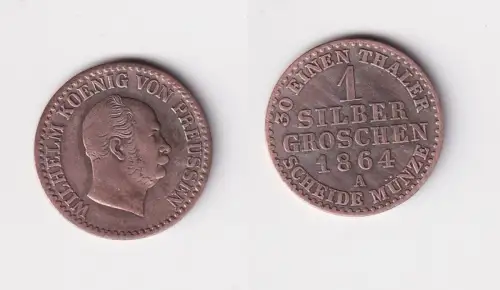 WILHELM KOENIG VON PREUSSEN
30 EINEN THALER
1
SILBER
GROSCHEN
1864
A
SCHEIDE MÜNZE